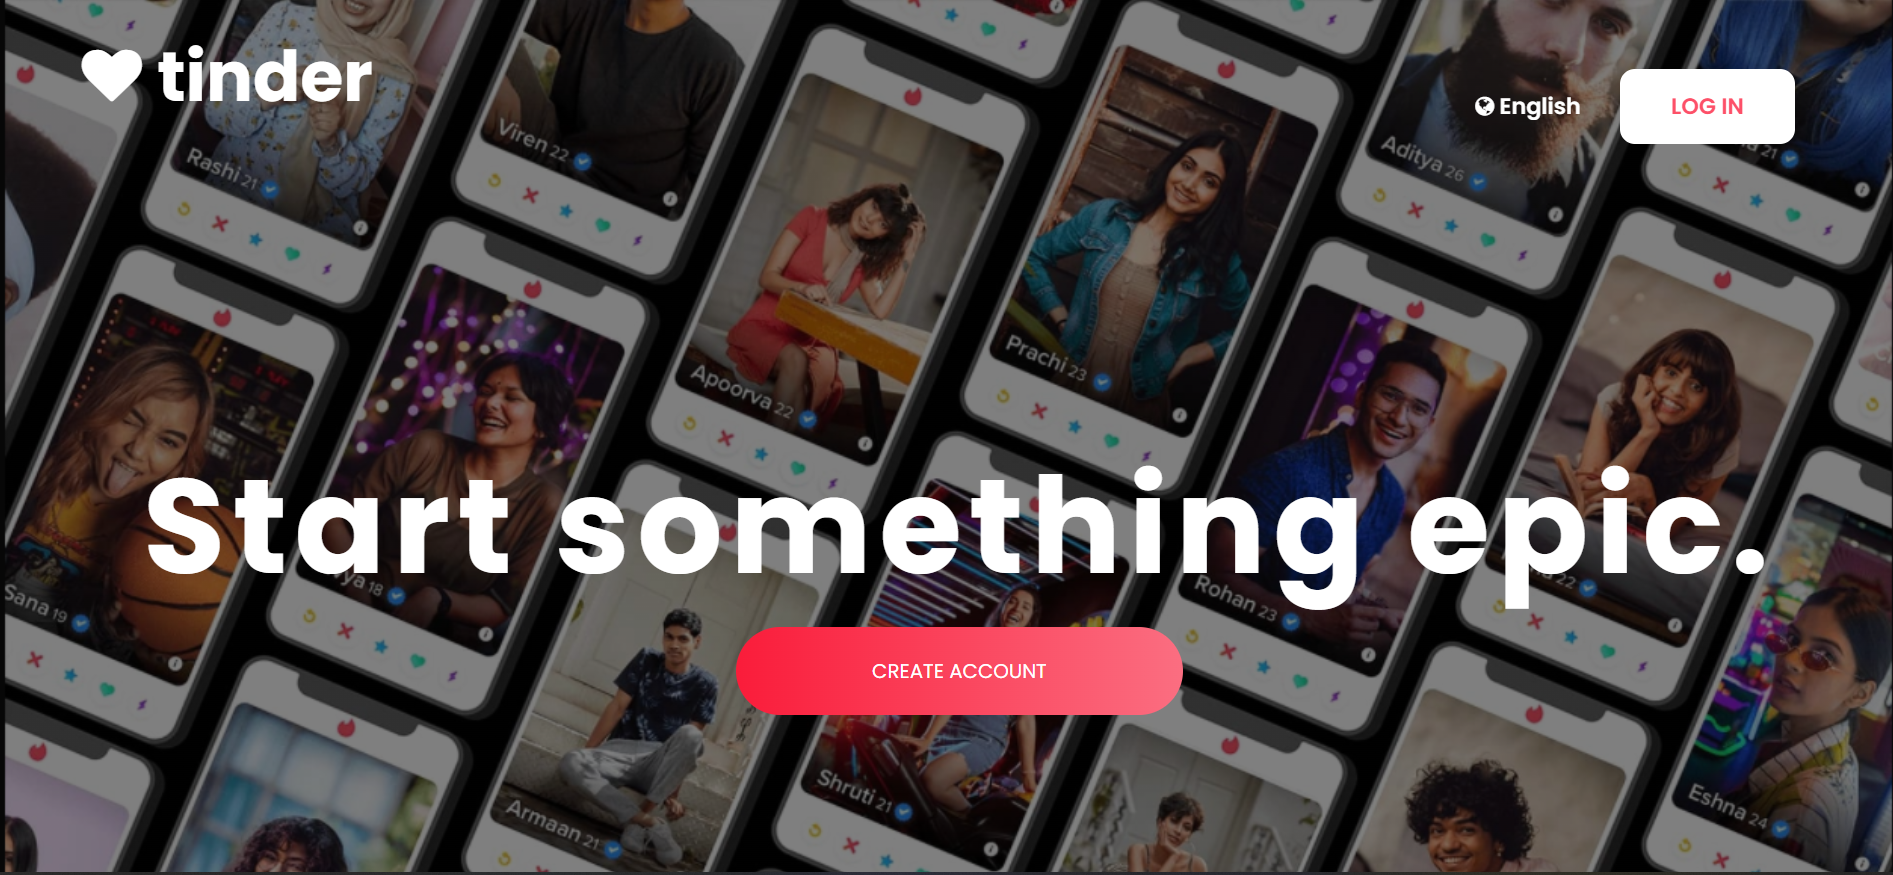 tinder
English
LOG IN
Rashi 21
Viren 22
Aditya 26
21
Apoorva 22
Prachi 23
Start something epic.
Sana 19
ya 18
Rohan 23
22
CREATE ACCOUNT
Armaan 21
Shruti 21
Eshna 24